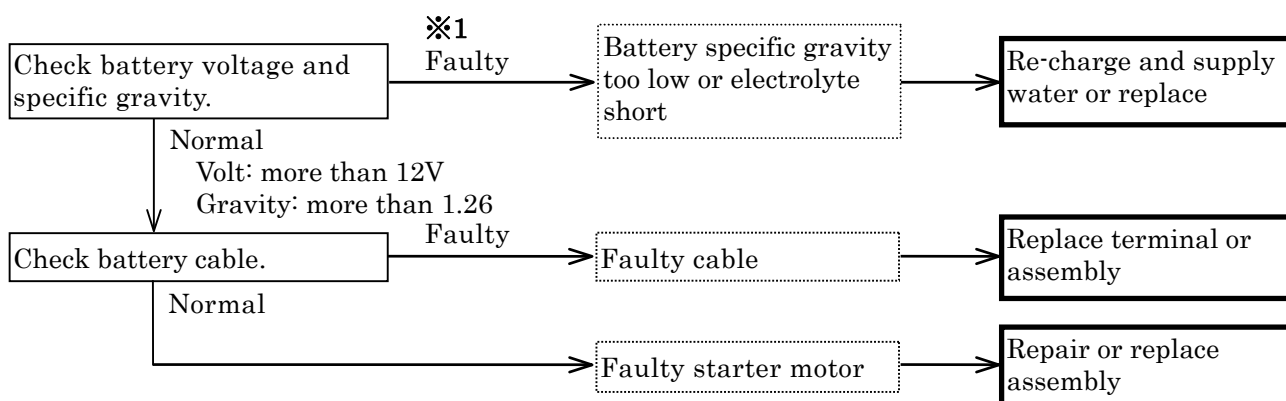 ※1
Faulty
Check battery voltage and
specific gravity.
Battery specific gravity
too low or electrolyte
short
Re-charge and supply
water or replace
Normal
Volt: more than 12V
Gravity: more than 1.26
Faulty
Check battery cable.
Faulty cable
Replace terminal or
assembly
Normal
Faulty starter motor
Repair or replace
assembly